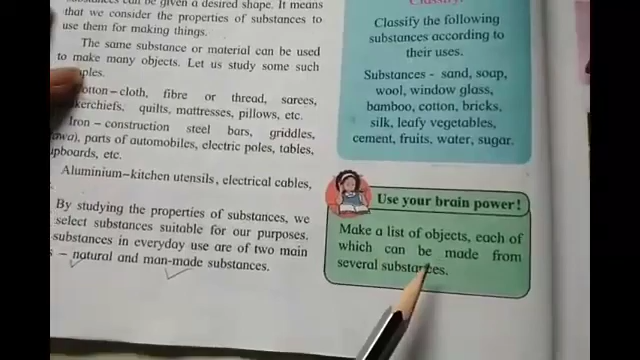 substances can be given a desired shape. It means
that we consider the properties of substances to
use them for making things.
The same substance or material can be used
to make many objects. Let us study some such
Cotton – cloth, fibre or thread, sarees,
quilts, mattresses, pillows, etc.
Iron – construction steel bars, griddles,
parts of automobiles, electric poles, tables,
etc.
Aluminium – kitchen utensils, electrical cables,
By studying the properties of substances, we
select substances suitable for our purposes.
substances in everyday use are of two main
– natural and man-made substances.
Classify.
Classify the following
substances according to
their uses.
Substances - sand, soap,
wool, window glass,
bamboo, cotton, bricks,
silk, leafy vegetables,
cement, fruits, water, sugar.
Use your brain power!
Make a list of objects, each of
which can be made from
several substances.